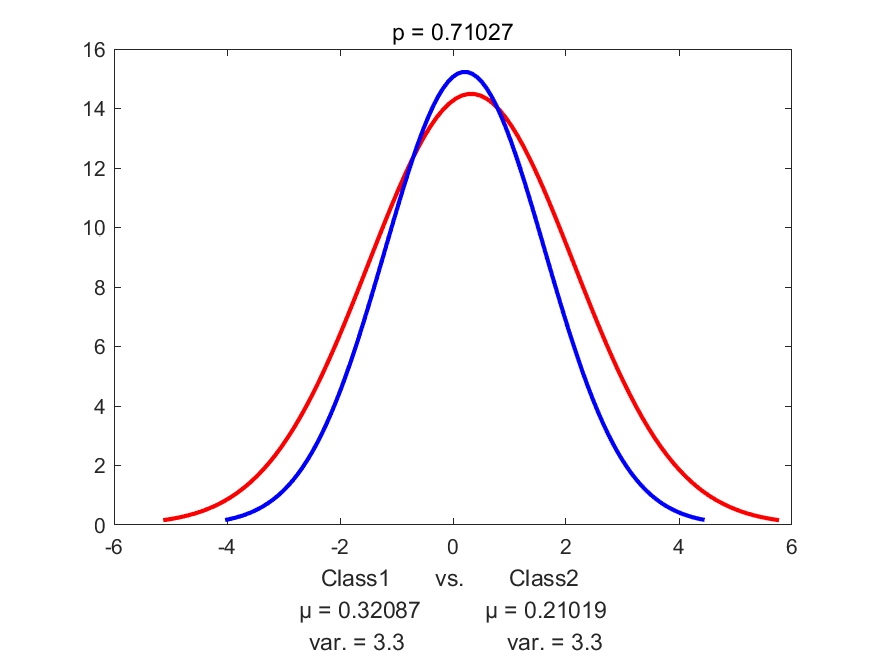 p = 0.71027
16
14
12
10
8
6
4
2
0
-6 -4 -2 0 2 4 6
Class1 vs. Class2
μ = 0.32087 μ = 0.21019
var. = 3.3 var. = 3.3